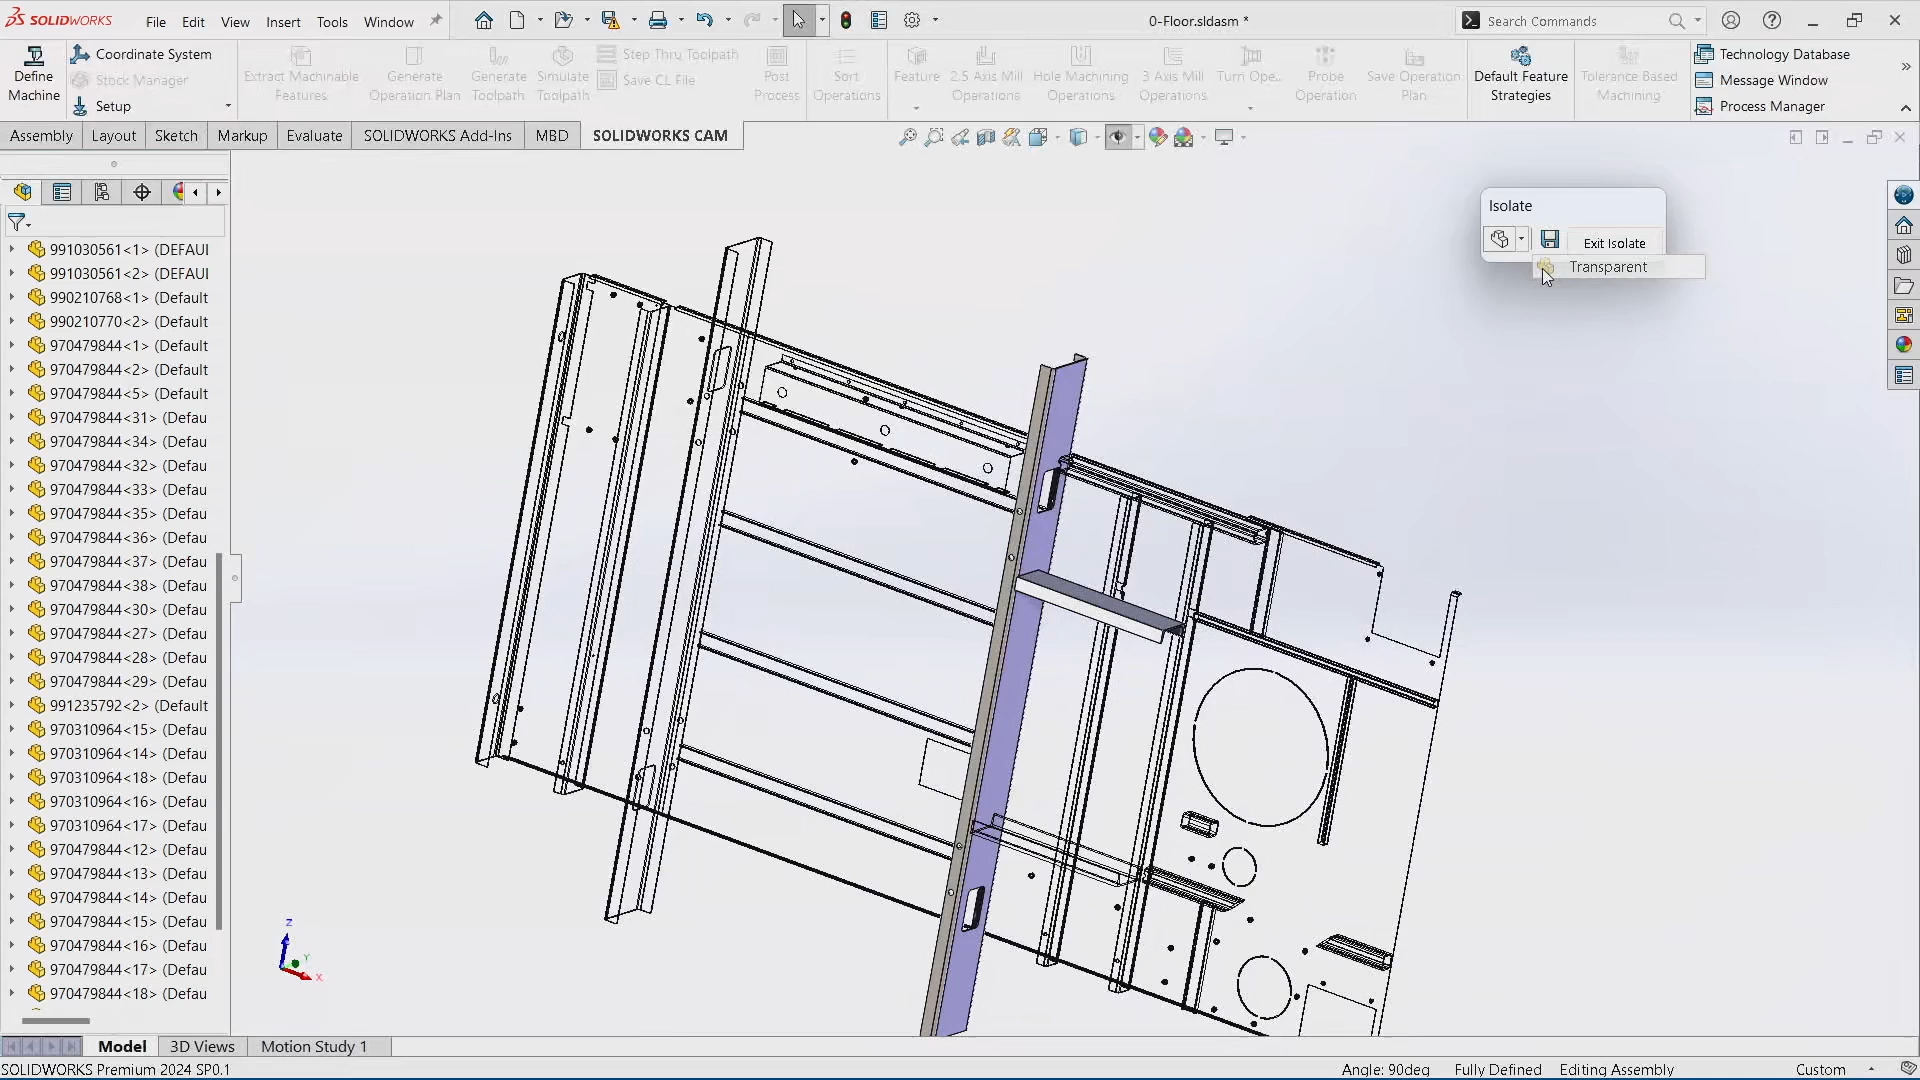 SOLIDWORKS
File Edit View Insert Tools Window
0-Floor.sldasm *
Search Commands
Define Machine
Coordinate System
Stock Manager
Setup
Extract Machinable Features
Generate Operation Plan
Generate Toolpath
Simulate Toolpath
Step Thru Toolpath
Save CL File
Post Process
Sort Operations
Feature
2.5 Axis Mill Operations
Hole Machining Operations
3 Axis Mill Operations
Turn Ope...
Probe Operation
Save Operation Plan
Default Feature Strategies
Tolerance Based Machining
Technology Database
Message Window
Process Manager
Assembly Layout Sketch Markup Evaluate SOLIDWORKS Add-Ins MBD SOLIDWORKS CAM
Isolate
Exit Isolate
Transparent
991030561<1> (DEFAUI
991030561<2> (DEFAUI
990210768<1> (Default
990210770<2> (Default
970479844<1> (Default
970479844<2> (Default
970479844<5> (Default
970479844<31> (Defau
970479844<34> (Defau
970479844<32> (Defau
970479844<33> (Defau
970479844<35> (Defau
970479844<36> (Defau
970479844<37> (Defau
970479844<38> (Defau
970479844<30> (Defau
970479844<27> (Defau
970479844<28> (Defau
970479844<29> (Defau
991235792<2> (Default
970310964<15> (Defau
970310964<14> (Defau
970310964<18> (Defau
970310964<16> (Defau
970310964<17> (Defau
970479844<12> (Defau
970479844<13> (Defau
970479844<14> (Defau
970479844<15> (Defau
970479844<16> (Defau
970479844<17> (Defau
970479844<18> (Defau
Z
Y
X
Model 3D Views Motion Study 1
SOLIDWORKS Premium 2024 SP0.1
Angle: 90deg Fully Defined Editing Assembly Custom